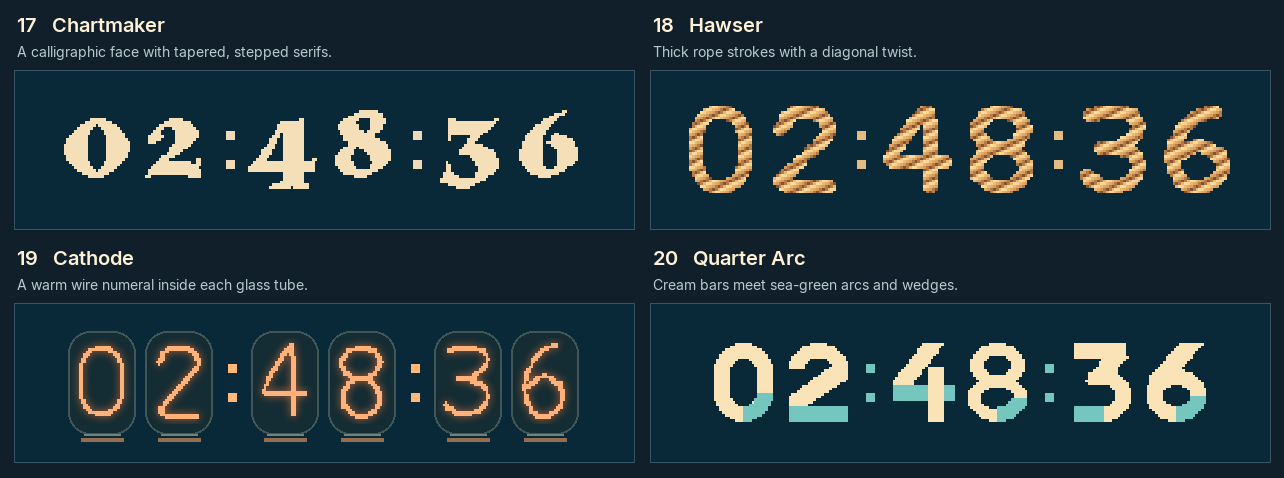 17 Chartmaker
A calligraphic face with tapered, stepped serifs.
02:48:36
18 Hawser
Thick rope strokes with a diagonal twist.
02:48:36
19 Cathode
A warm wire numeral inside each glass tube.
02:48:36
20 Quarter Arc
Cream bars meet sea-green arcs and wedges.
02:48:36